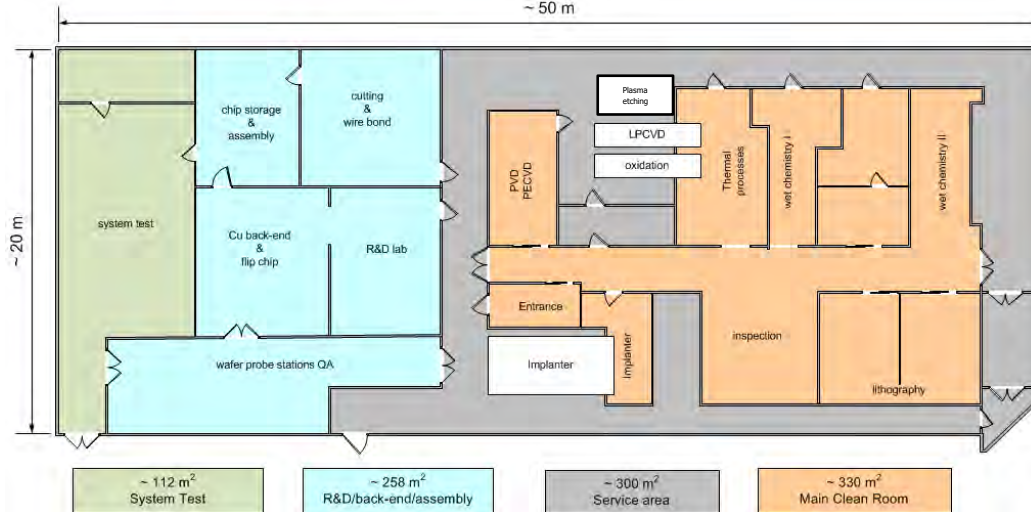 ~ 50 m
~ 20 m
Plasma
etching
LPCVD
oxidation
chip storage
&
assembly
cutting
&
wire bond
PVD
PECVD
Thermal
processes
wet chemistry I
wet chemistry II
system test
Cu back-end
&
flip chip
R&D lab
Entrance
inspection
wafer probe stations QA
Implanter
Implanter
lithography
~ 112 m²
System Test
~ 258 m²
R&D/back-end/assembly
~ 300 m²
Service area
~ 330 m²
Main Clean Room